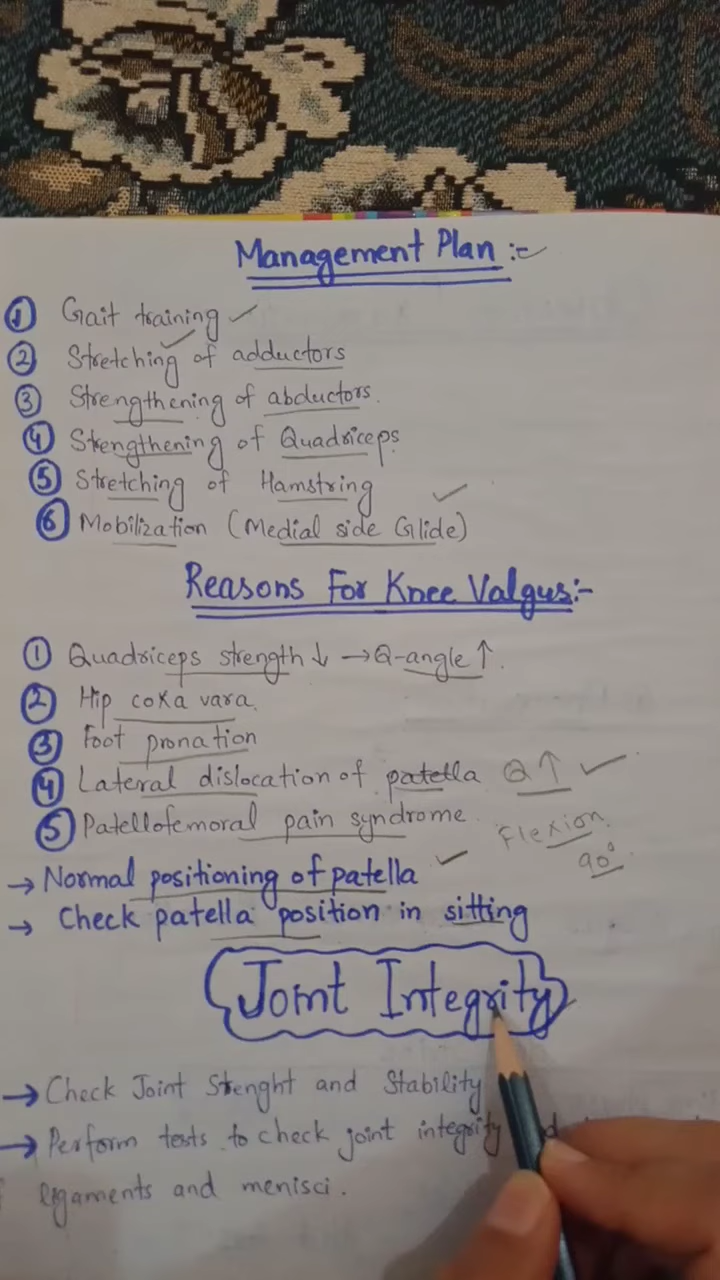 Management Plan :-
① Gait training ✓
② Stretching of adductors
③ Strengthening of abductors.
④ Strengthening of Quadriceps
⑤ Stretching of Hamstring
⑥ Mobilization (Medial side Glide)
Reasons For Knee Valgus:-
① Quadriceps strength ↓ → Q-angle ↑.
② Hip coxa vara.
③ Foot pronation
④ Lateral dislocation of patella Q ↑ ✓
⑤ Patellofemoral pain syndrome
Flexion
90°
→ Normal positioning of patella
→ Check patella position in sitting
Joint Integrity
→ Check Joint Strenght and Stability
→ Perform tests to check joint integrity
ligaments and menisci.